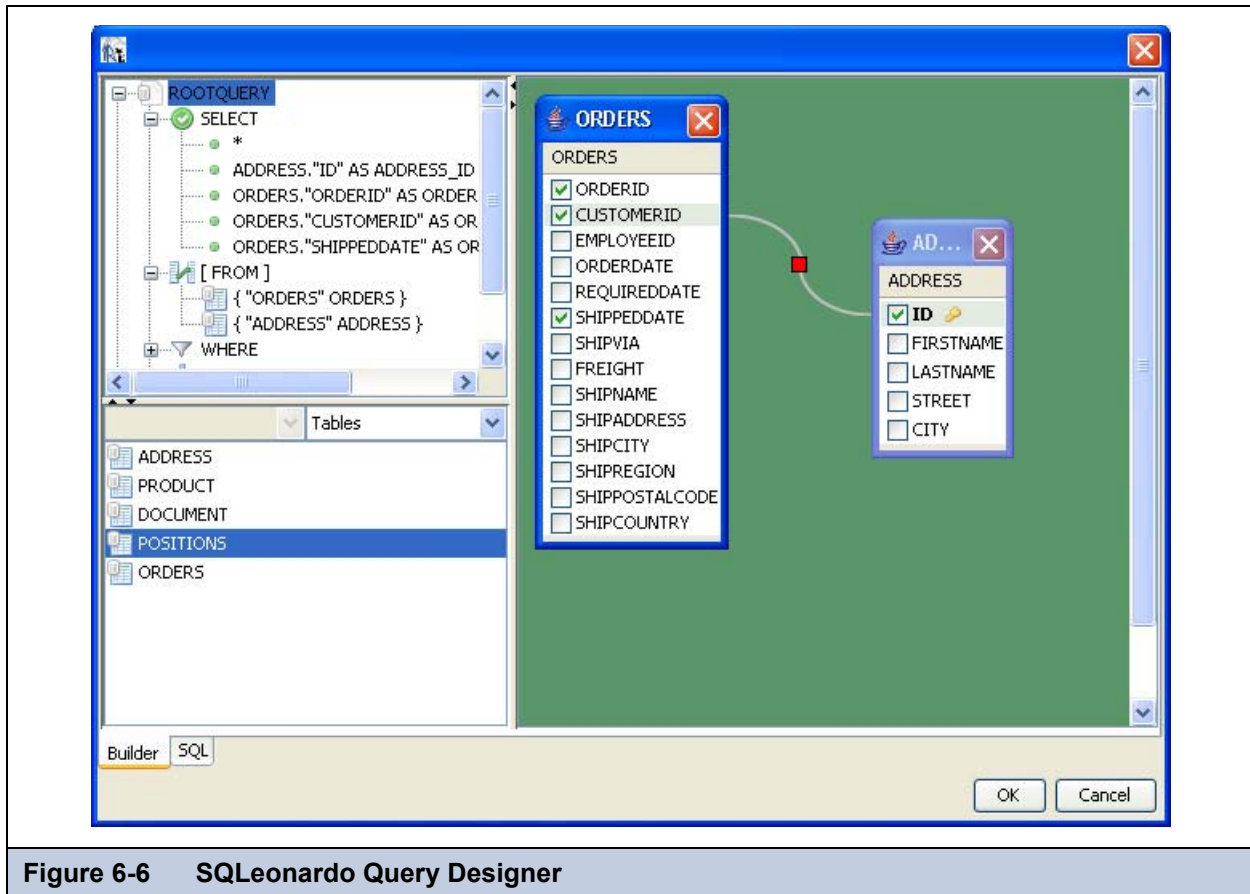 ROOTQUERY
SELECT
*
ADDRESS."ID" AS ADDRESS_ID
ORDERS."ORDERID" AS ORDER
ORDERS."CUSTOMERID" AS OR
ORDERS."SHIPPEDDATE" AS OR
[ FROM ]
{ "ORDERS" ORDERS }
{ "ADDRESS" ADDRESS }
WHERE
Tables
ADDRESS
PRODUCT
DOCUMENT
POSITIONS
ORDERS
ORDERS
ORDERS
ORDERID
CUSTOMERID
EMPLOYEEID
ORDERDATE
REQUIREDDATE
SHIPPEDDATE
SHIPVIA
FREIGHT
SHIPNAME
SHIPADDRESS
SHIPCITY
SHIPREGION
SHIPPOSTALCODE
SHIPCOUNTRY
AD...
ADDRESS
ID
FIRSTNAME
LASTNAME
STREET
CITY
Builder SQL
OK Cancel
Figure 6-6 SQLeonardo Query Designer